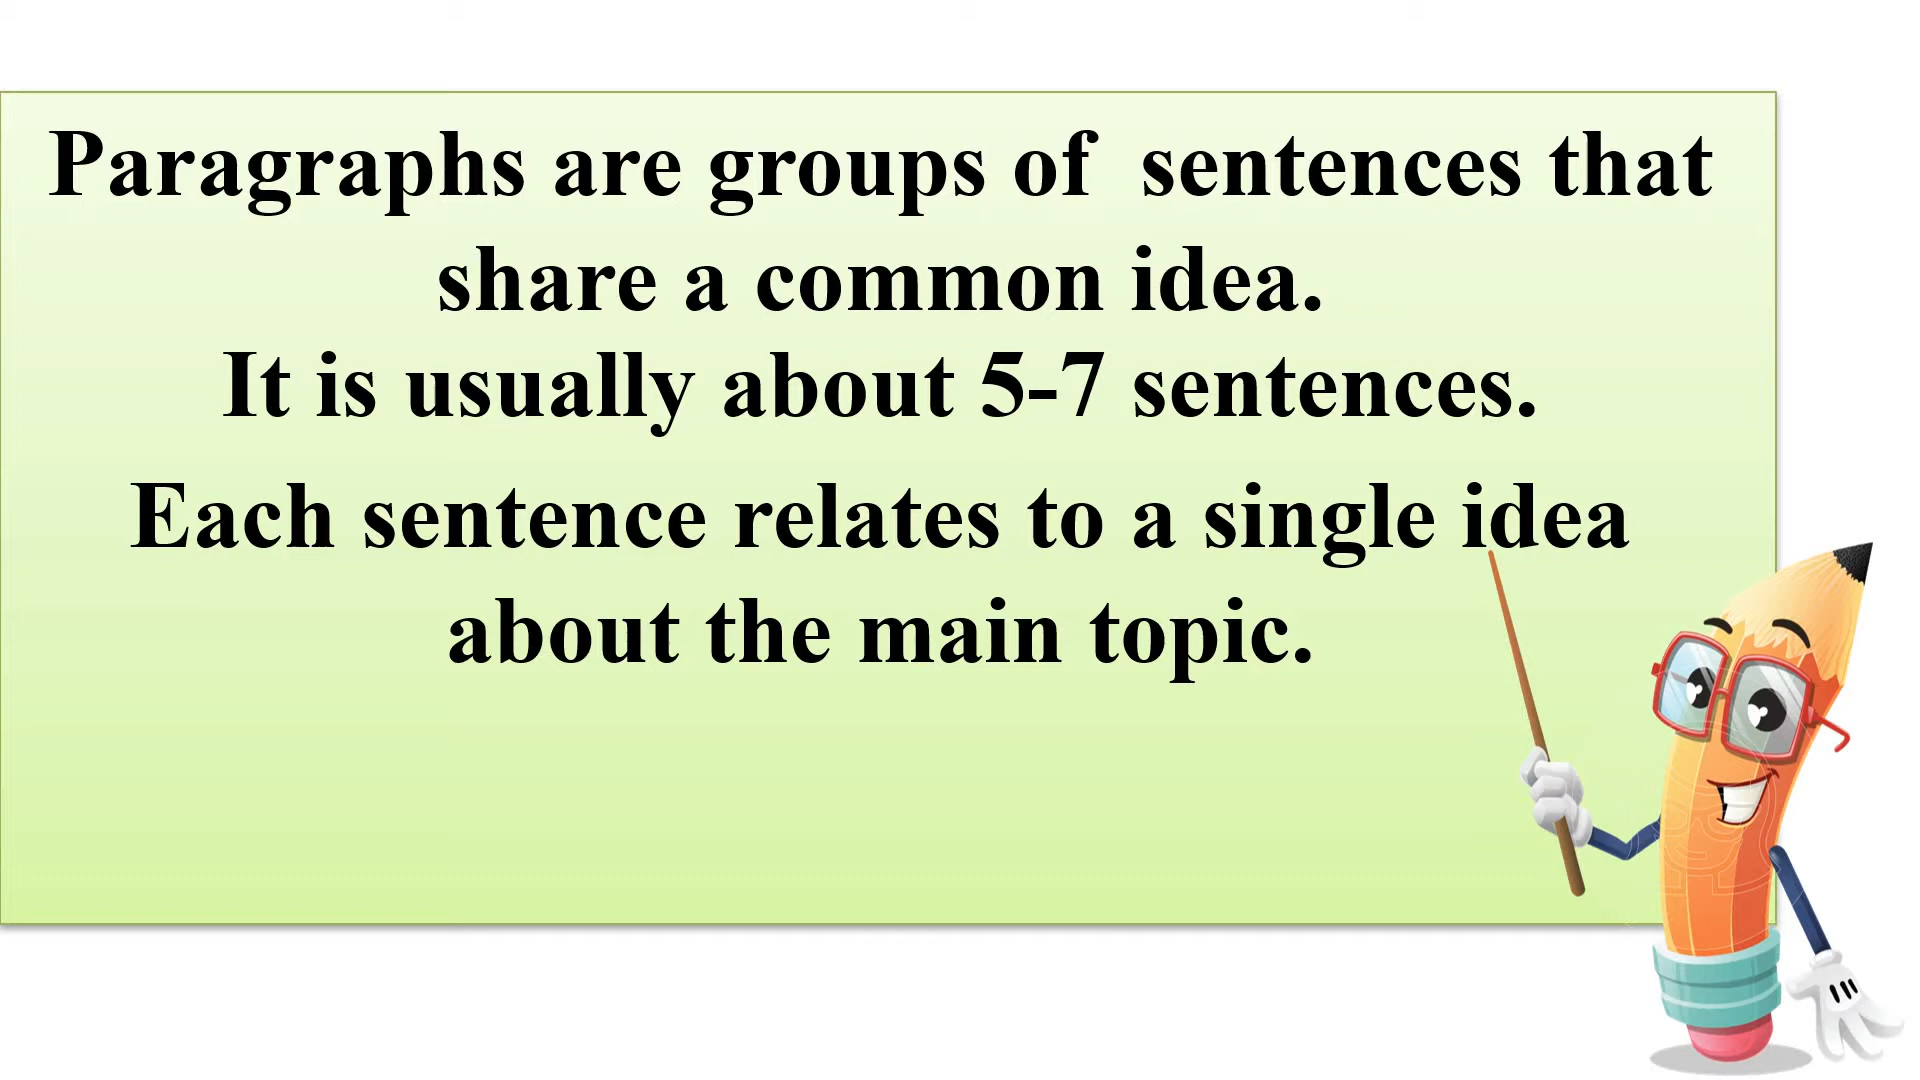 Paragraphs are groups of  sentences that
share a common idea.
It is usually about 5-7 sentences.
Each sentence relates to a single idea
about the main topic.